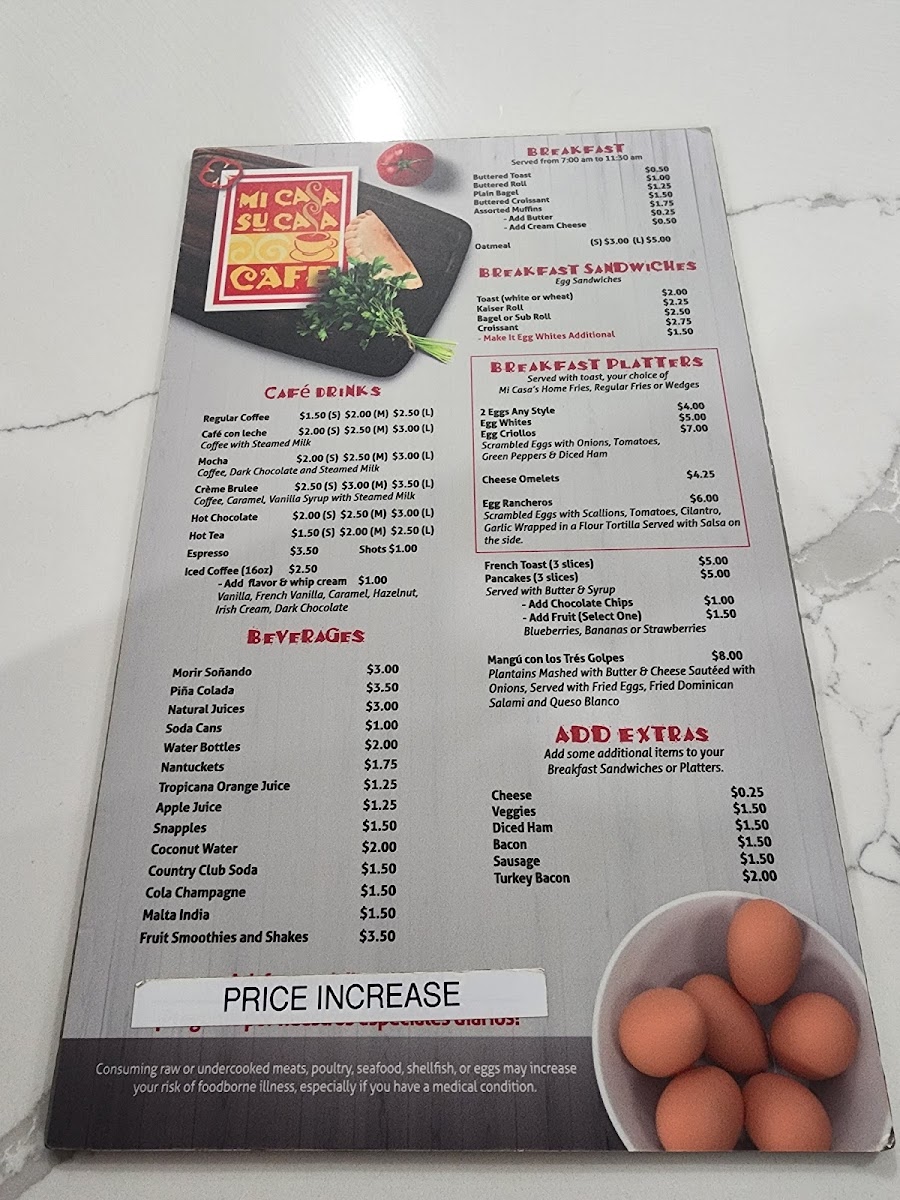 MI CASA
SU CASA
CAFE
CAFé DRINKS
Regular Coffee $1.50 (S) $2.00 (M) $2.50 (L)
Café con leche $2.00 (S) $2.50 (M) $3.00 (L)
Coffee with Steamed Milk
Mocha $2.00 (S) $2.50 (M) $3.00 (L)
Coffee, Dark Chocolate and Steamed Milk
Crème Brulee $2.50 (S) $3.00 (M) $3.50 (L)
Coffee, Caramel, Vanilla Syrup with Steamed Milk
Hot Chocolate $2.00 (S) $2.50 (M) $3.00 (L)
Hot Tea $1.50 (S) $2.00 (M) $2.50 (L)
Espresso $3.50 Shots $1.00
Iced Coffee (16oz) $2.50
- Add flavor & whip cream $1.00
Vanilla, French Vanilla, Caramel, Hazelnut,
Irish Cream, Dark Chocolate
BEVERAGES
Morir Soñando $3.00
Piña Colada $3.50
Natural Juices $3.00
Soda Cans $1.00
Water Bottles $2.00
Nantuckets $1.75
Tropicana Orange Juice $1.25
Apple Juice $1.25
Snapples $1.50
Coconut Water $2.00
Country Club Soda $1.50
Cola Champagne $1.50
Malta India $1.50
Fruit Smoothies and Shakes $3.50
PRICE INCREASE
especiales diarios!
Consuming raw or undercooked meats, poultry, seafood, shellfish, or eggs may increase
your risk of foodborne illness, especially if you have a medical condition.
BREAKFAST
Served from 7:00 am to 11:30 am
Buttered Toast $0.50
Buttered Roll $1.00
Plain Bagel $1.25
Buttered Croissant $1.50
Assorted Muffins $1.75
- Add Butter $0.25
- Add Cream Cheese $0.50
Oatmeal (S) $3.00 (L) $5.00
BREAKFAST SANDWICHES
Egg Sandwiches
Toast (white or wheat) $2.00
Kaiser Roll $2.25
Bagel or Sub Roll $2.50
Croissant $2.75
- Make It Egg Whites Additional $1.50
BREAKFAST PLATTERS
Served with toast, your choice of
Mi Casa's Home Fries, Regular Fries or Wedges
2 Eggs Any Style $4.00
Egg Whites $5.00
Egg Criollos $7.00
Scrambled Eggs with Onions, Tomatoes,
Green Peppers & Diced Ham
Cheese Omelets $4.25
Egg Rancheros $6.00
Scrambled Eggs with Scallions, Tomatoes, Cilantro,
Garlic Wrapped in a Flour Tortilla Served with Salsa on
the side.
French Toast (3 slices) $5.00
Pancakes (3 slices) $5.00
Served with Butter & Syrup
- Add Chocolate Chips $1.00
- Add Fruit (Select One) $1.50
Blueberries, Bananas or Strawberries
Mangú con los Trés Golpes $8.00
Plantains Mashed with Butter & Cheese Sautéed with
Onions, Served with Fried Eggs, Fried Dominican
Salami and Queso Blanco
ADD EXTRAS
Add some additional items to your
Breakfast Sandwiches or Platters.
Cheese $0.25
Veggies $1.50
Diced Ham $1.50
Bacon $1.50
Sausage $1.50
Turkey Bacon $2.00